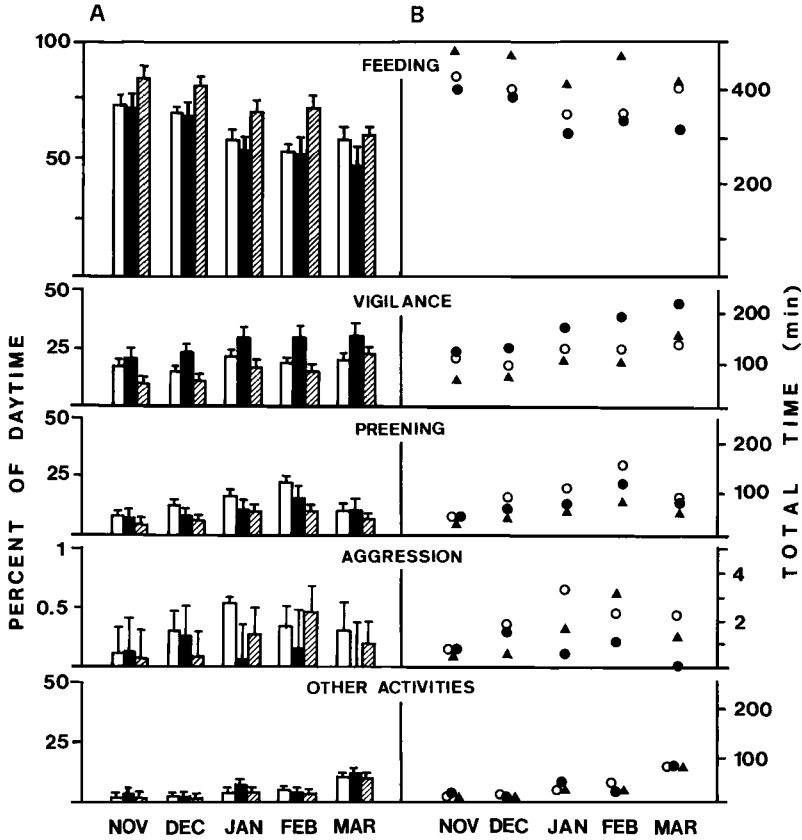 A B
100
50
FEEDING
400
200
50
25
VIGILANCE
200
100
50
25
PREENING
200
100
1
0.5
AGGRESSION
4
2
25
OTHER ACTIVITIES
200
100
PERCENT OF DAYTIME
TOTAL TIME (min)
NOV DEC JAN FEB MAR NOV DEC JAN FEB MAR